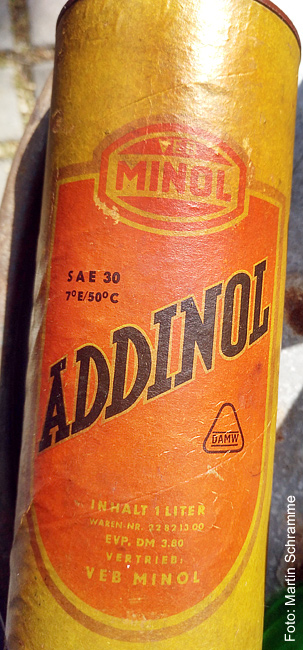 VEB
MINOL
SAE 30
7°E/50°C
ADDINOL
DAMW
INHALT 1 LITER
WAREN-NR. 22 82 13 00
EVP. DM 3.80
VERTRIEB:
VEB MINOL
Foto: Martin Schramme